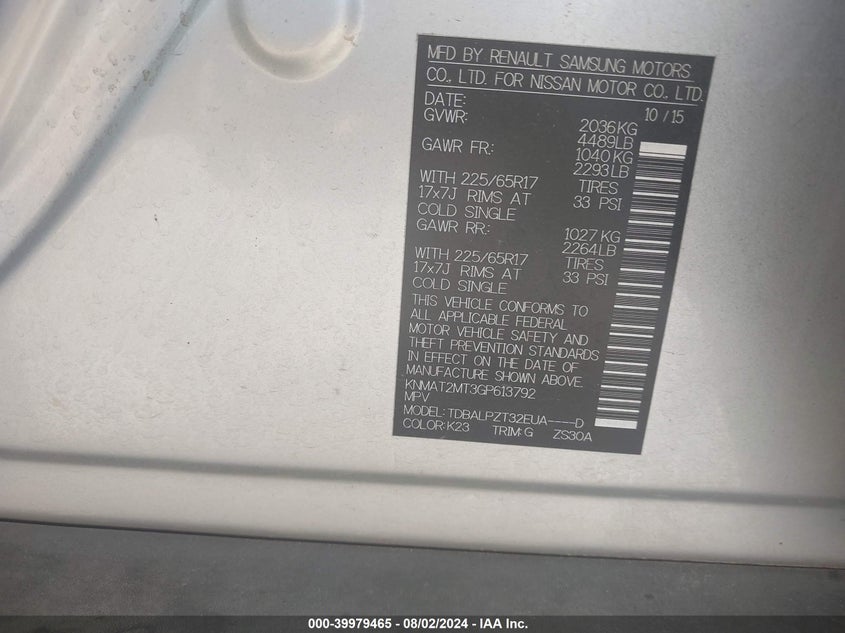 MFD BY RENAULT SAMSUNG MOTORS
CO., LTD. FOR NISSAN MOTOR CO. LTD.
DATE: 10/15
GVWR: 2036KG
4489LB
GAWR FR: 1040KG
2293LB
WITH 225/65R17 TIRES
17x7J RIMS AT 33 PSI
COLD SINGLE
GAWR RR: 1027KG
2264LB
WITH 225/65R17 TIRES
17x7J RIMS AT 33 PSI
COLD SINGLE
THIS VEHICLE CONFORMS TO
ALL APPLICABLE FEDERAL
MOTOR VEHICLE SAFETY AND
THEFT PREVENTION STANDARDS
IN EFFECT ON THE DATE OF
MANUFACTURE SHOWN ABOVE.
KNMAT2MT3GP613792
MPV
MODEL: TDBALPZT32EUA----D
COLOR: K23 TRIM: G ZS30A
000-39979465 - 08/02/2024 - IAA Inc.